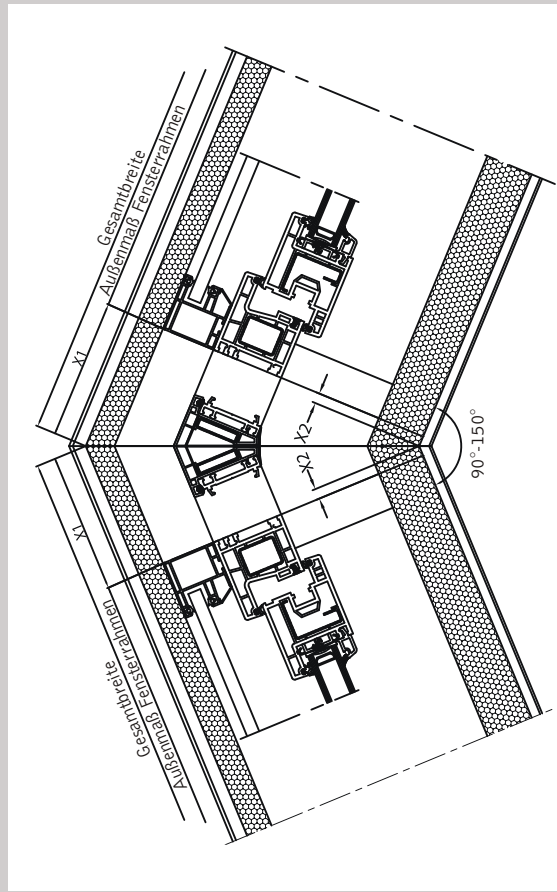 Gesamtbreite
Außenmaß Fensterrahmen
X1
X2
X2
90°-150°
X1
Gesamtbreite
Außenmaß Fensterrahmen